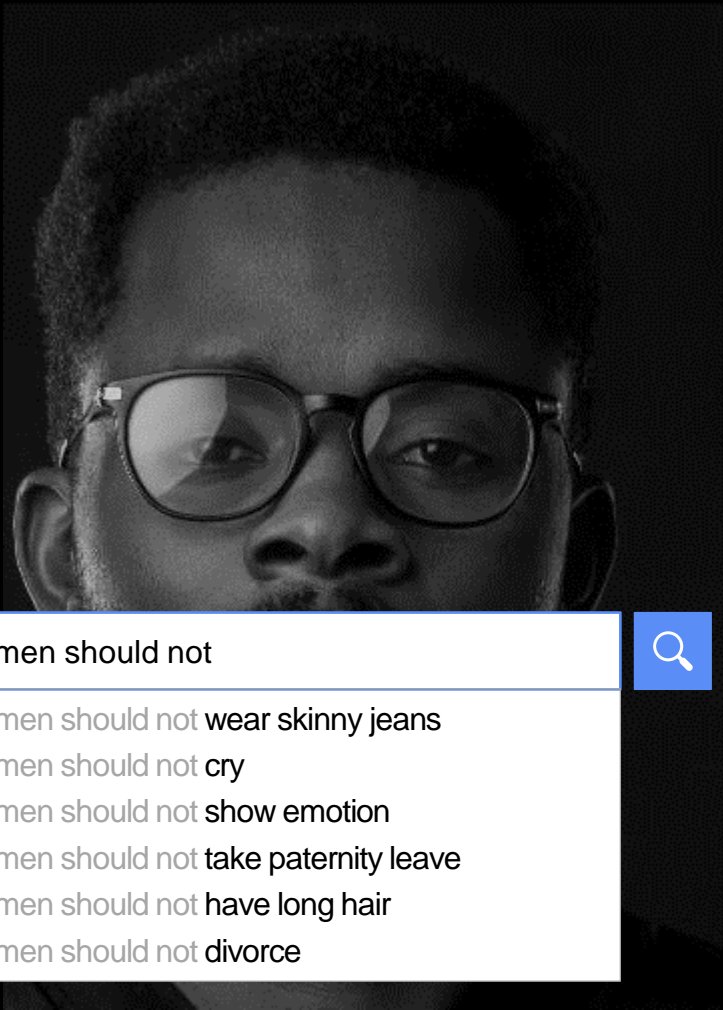 men should not
men should not wear skinny jeans
men should not cry
men should not show emotion
men should not take paternity leave
men should not have long hair
men should not divorce